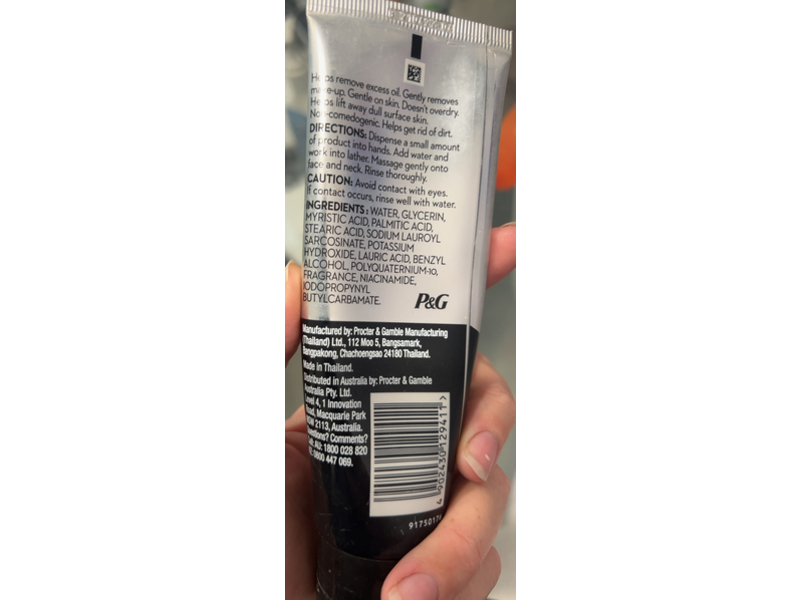 Helps remove excess oil. Gently removes
make-up. Gentle on skin. Doesn't overdry.
Helps lift away dull surface skin.
Non-comedogenic. Helps get rid of dirt.
DIRECTIONS: Dispense a small amount
of product into hands. Add water and
work into lather. Massage gently onto
face and neck. Rinse thoroughly.
CAUTION: Avoid contact with eyes.
If contact occurs, rinse well with water.
INGREDIENTS: WATER, GLYCERIN,
MYRISTIC ACID, PALMITIC ACID,
STEARIC ACID, SODIUM LAUROYL
SARCOSINATE, POTASSIUM
HYDROXIDE, LAURIC ACID, BENZYL
ALCOHOL, POLYQUATERNIUM-10,
FRAGRANCE, NIACINAMIDE,
IODOPROPYNYL
BUTYLCARBAMATE.
P&G
Manufactured by: Procter & Gamble Manufacturing
(Thailand) Ltd., 112 Moo 5, Bangsamark,
Bangpakong, Chachoengsao 24180 Thailand.
Made in Thailand.
Distributed in Australia by: Procter & Gamble
Australia Pty. Ltd.
Level 4, 1 Innovation
Road, Macquarie Park
NSW 2113, Australia.
Questions? Comments?
Call: AU: 1800 028 820
NZ: 0800 447 069.
4 902430 129411 >